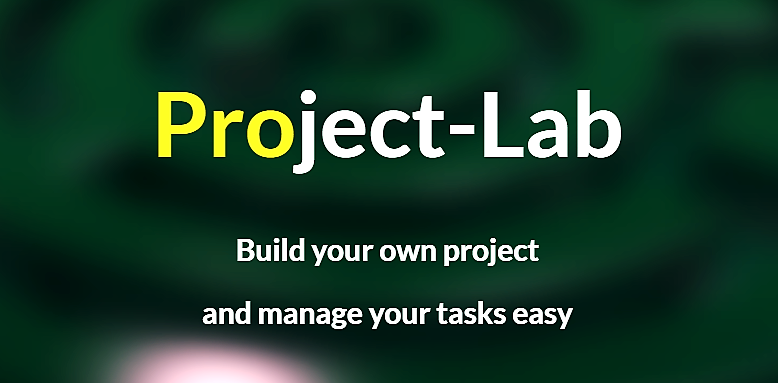 Project-Lab
Build your own project
and manage your tasks easy